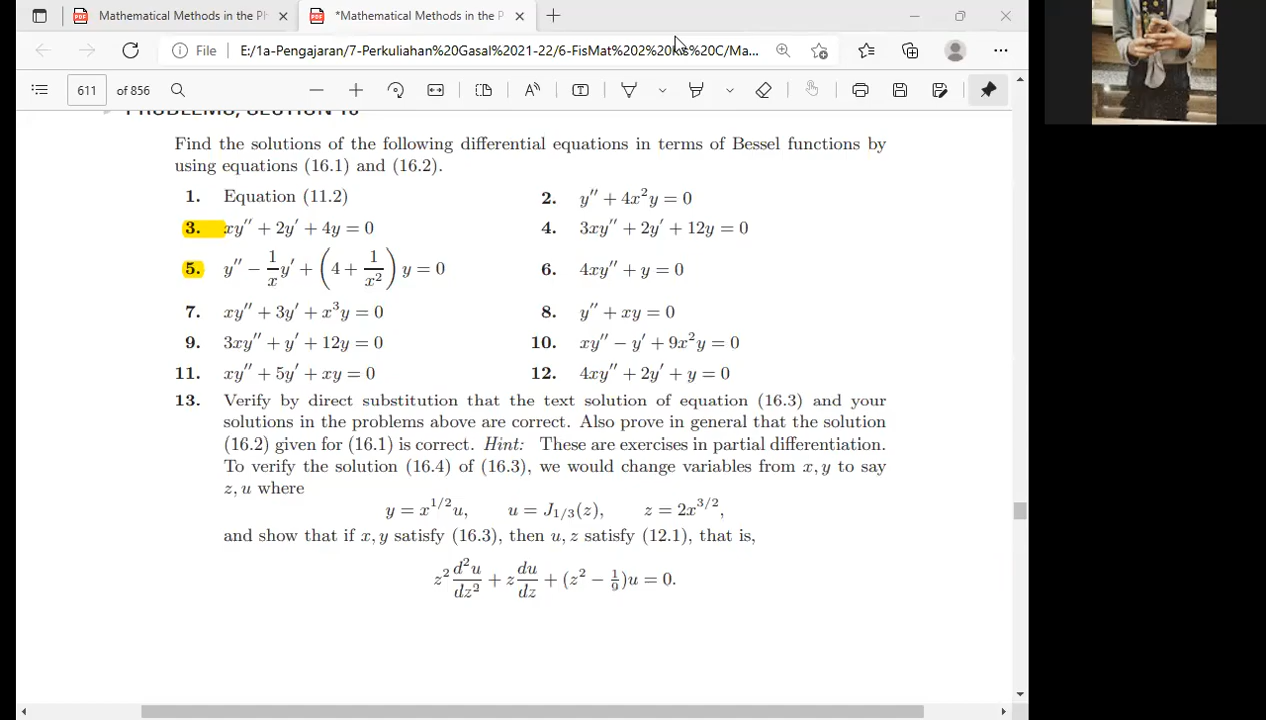 Mathematical Methods in the Ph
*Mathematical Methods in the P
File E:/1a-Pengajaran/7-Perkuliahan%20Gasal%2021-22/6-FisMat%202%20 %20C/Ma...
611 of 856
PROBLEMS, SECTION 16
Find the solutions of the following differential equations in terms of Bessel functions by
using equations (16.1) and (16.2).
1. Equation (11.2) 2. y″ + 4x²y = 0
3. xy″ + 2y′ + 4y = 0 4. 3xy″ + 2y′ + 12y = 0
5. y″ − 1/x y′ + (4 + 1/x²) y = 0 6. 4xy″ + y = 0
7. xy″ + 3y′ + x³y = 0 8. y″ + xy = 0
9. 3xy″ + y′ + 12y = 0 10. xy″ − y′ + 9x²y = 0
11. xy″ + 5y′ + xy = 0 12. 4xy″ + 2y′ + y = 0
13. Verify by direct substitution that the text solution of equation (16.3) and your
solutions in the problems above are correct. Also prove in general that the solution
(16.2) given for (16.1) is correct. Hint: These are exercises in partial differentiation.
To verify the solution (16.4) of (16.3), we would change variables from x, y to say
z, u where
y = x^{1/2}u, u = J_{1/3}(z), z = 2x^{3/2},
and show that if x, y satisfy (16.3), then u, z satisfy (12.1), that is,
z² d²u/dz² + z du/dz + (z² − 1/9)u = 0.